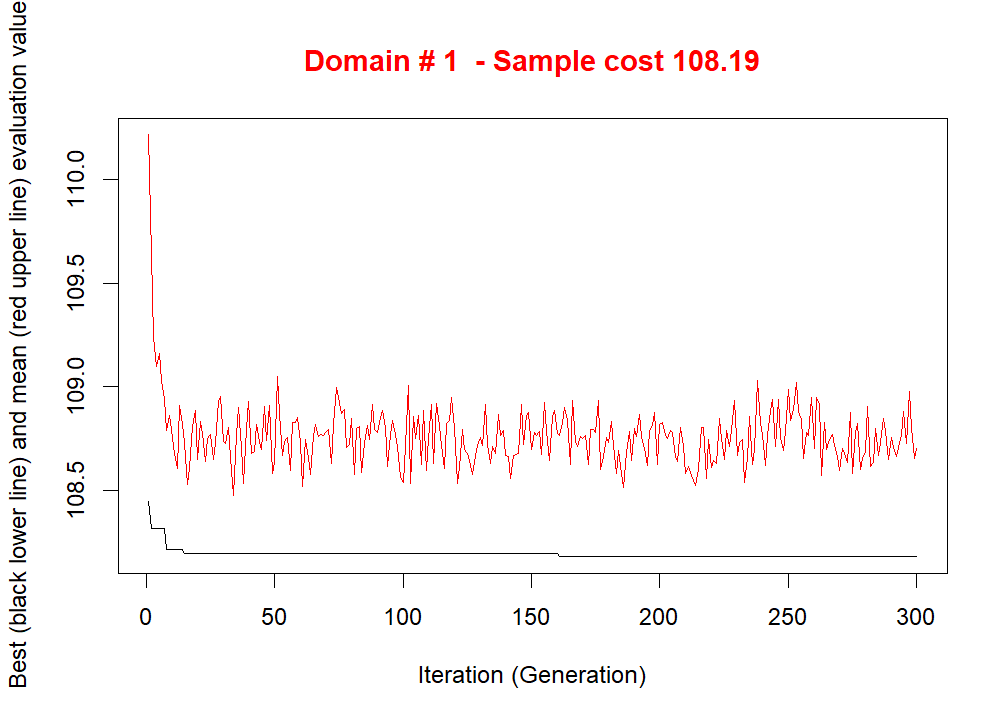 Domain # 1  - Sample cost 108.19
Best (black lower line) and mean (red upper line) evaluation value
110.0
109.5
109.0
108.5
0 50 100 150 200 250 300
Iteration (Generation)